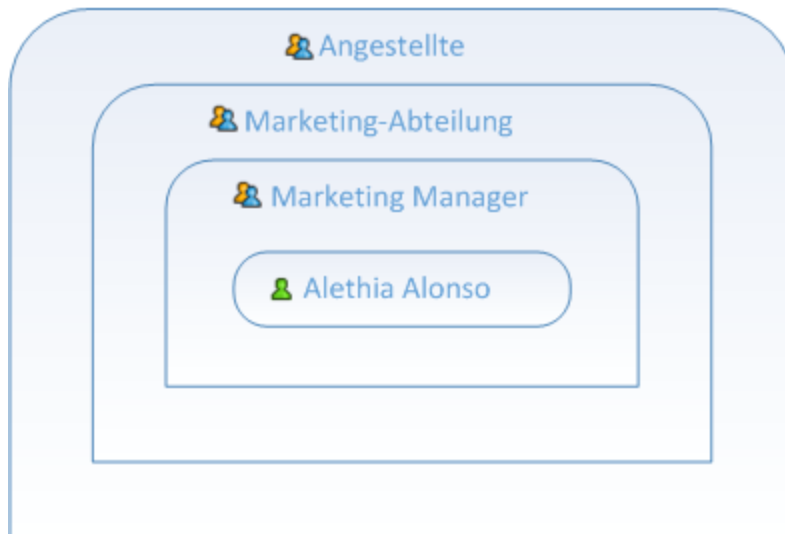 Angestellte
Marketing-Abteilung
Marketing Manager
Alethia Alonso